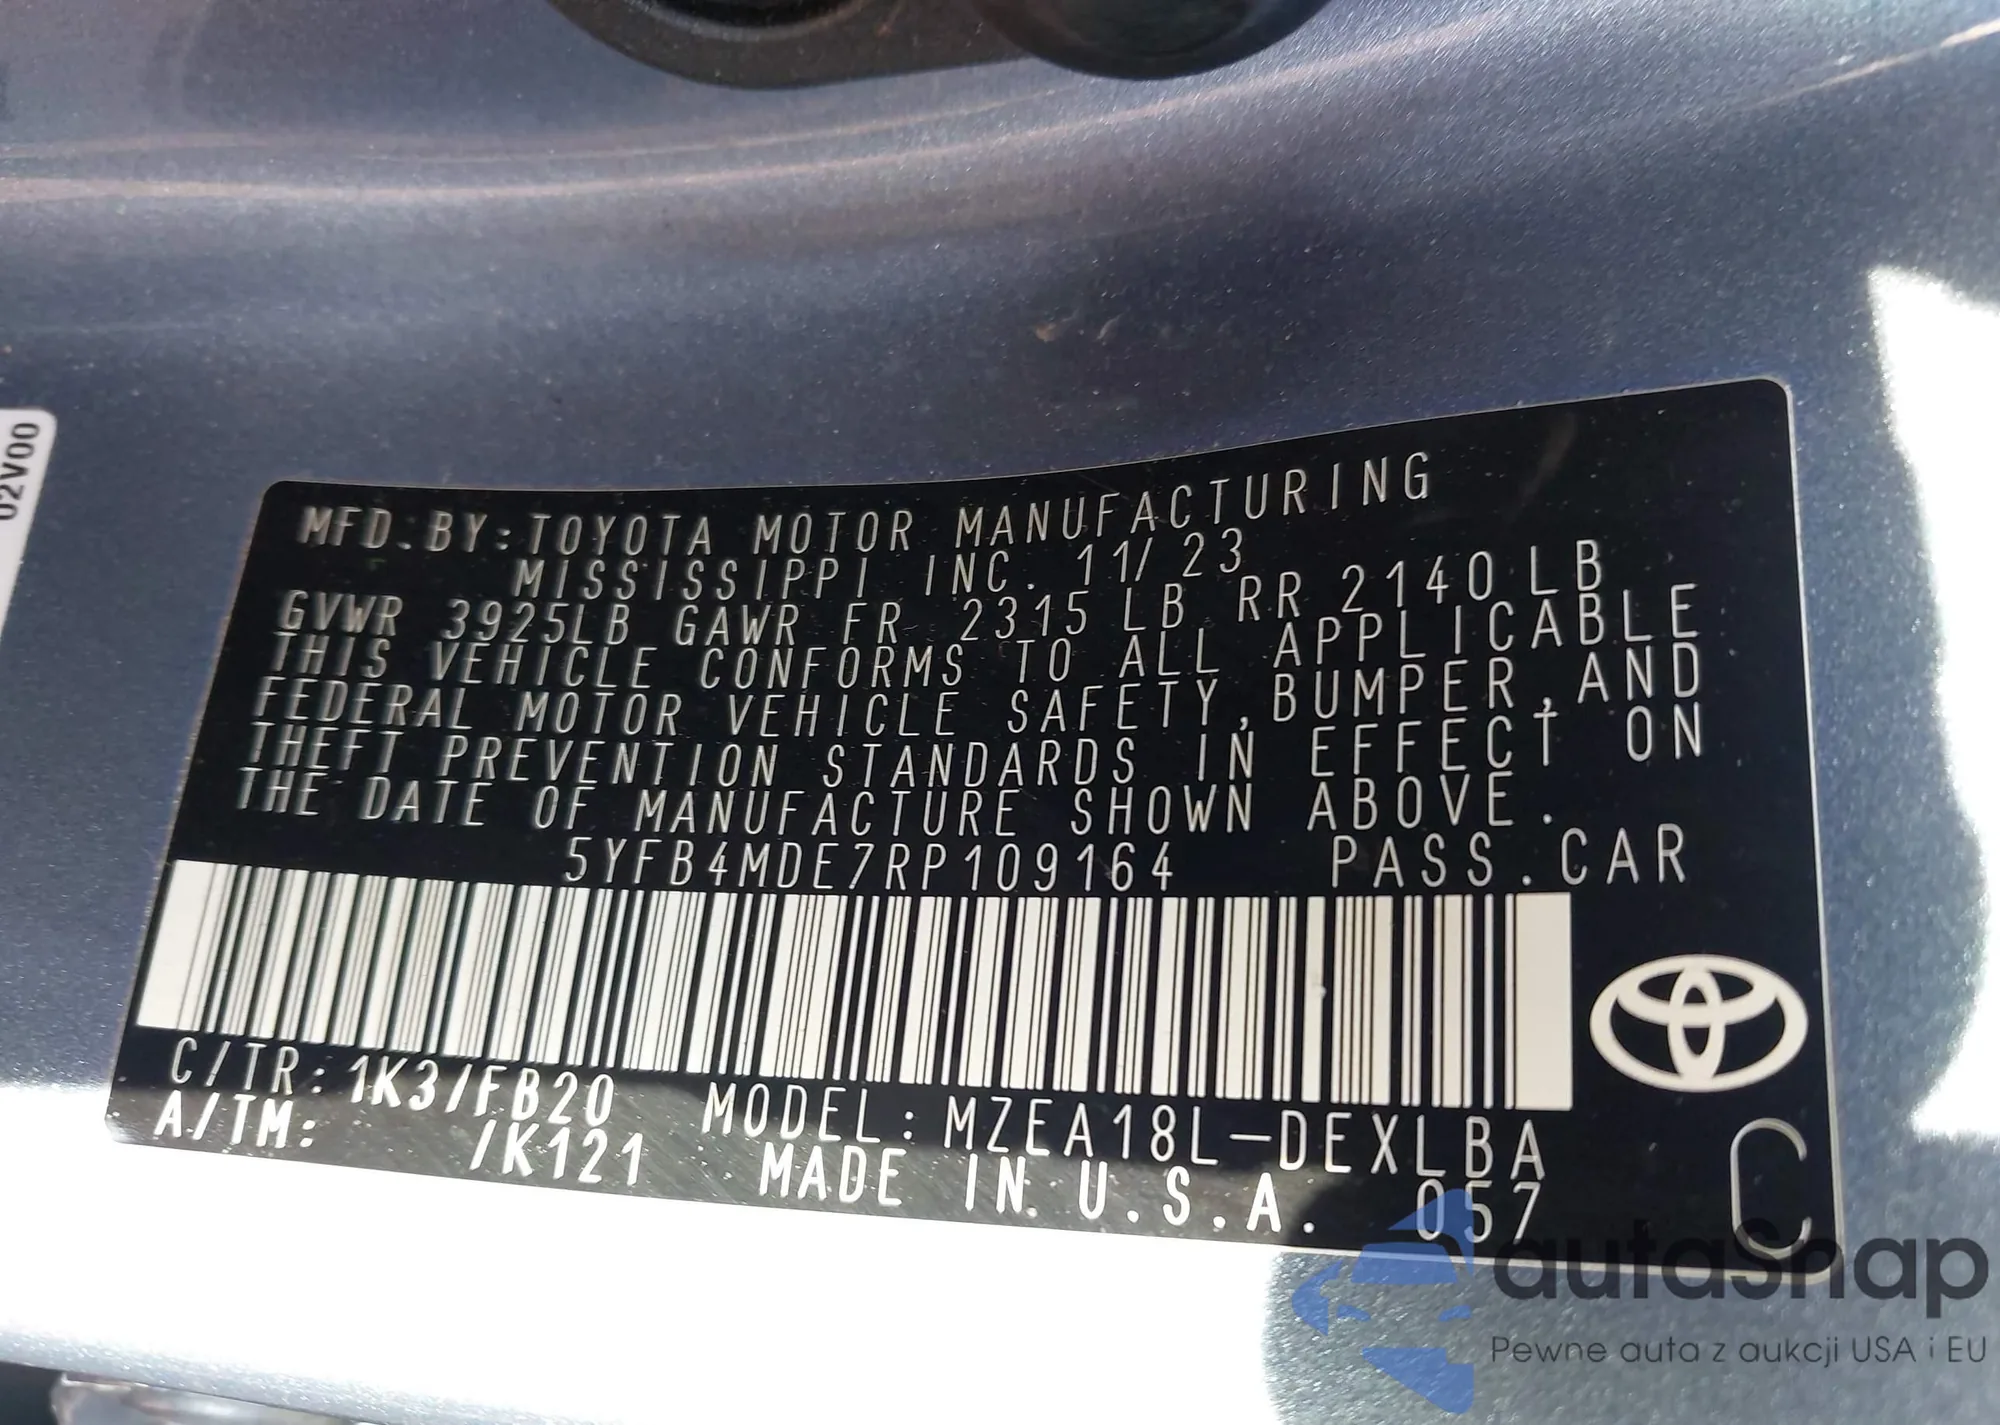 02V00
MFD.BY:TOYOTA MOTOR MANUFACTURING
MISSISSIPPI INC. 11/23
GVWR 3925LB GAWR FR 2315 LB RR 2140LB
THIS VEHICLE CONFORMS TO ALL APPLICABLE
FEDERAL MOTOR VEHICLE SAFETY,BUMPER,AND
THEFT PREVENTION STANDARDS IN EFFECT ON
THE DATE OF MANUFACTURE SHOWN ABOVE.
5YFB4MDE7RP109164 PASS.CAR
C/TR:1K3/FB20 MODEL:MZEA18L-DEXLBA
A/TM: /K121 MADE IN U.S.A. 057
C
autasnap
Pewne auta z aukcji USA i EU